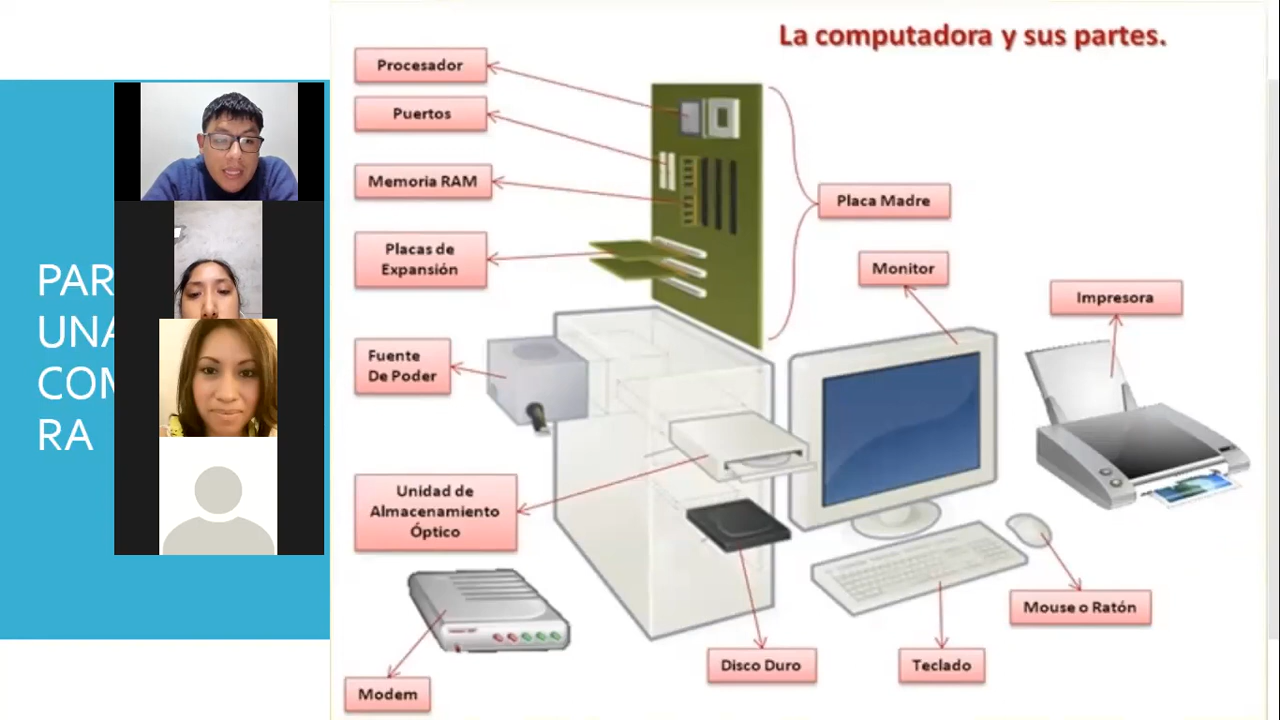 La computadora y sus partes.
Procesador
Puertos
Memoria RAM
Placas de
Expansión
Placa Madre
Monitor
Impresora
Fuente
De Poder
Unidad de
Almacenamiento
Óptico
Mouse o Ratón
Disco Duro
Teclado
Modem
PAR
UNA
COM
RA